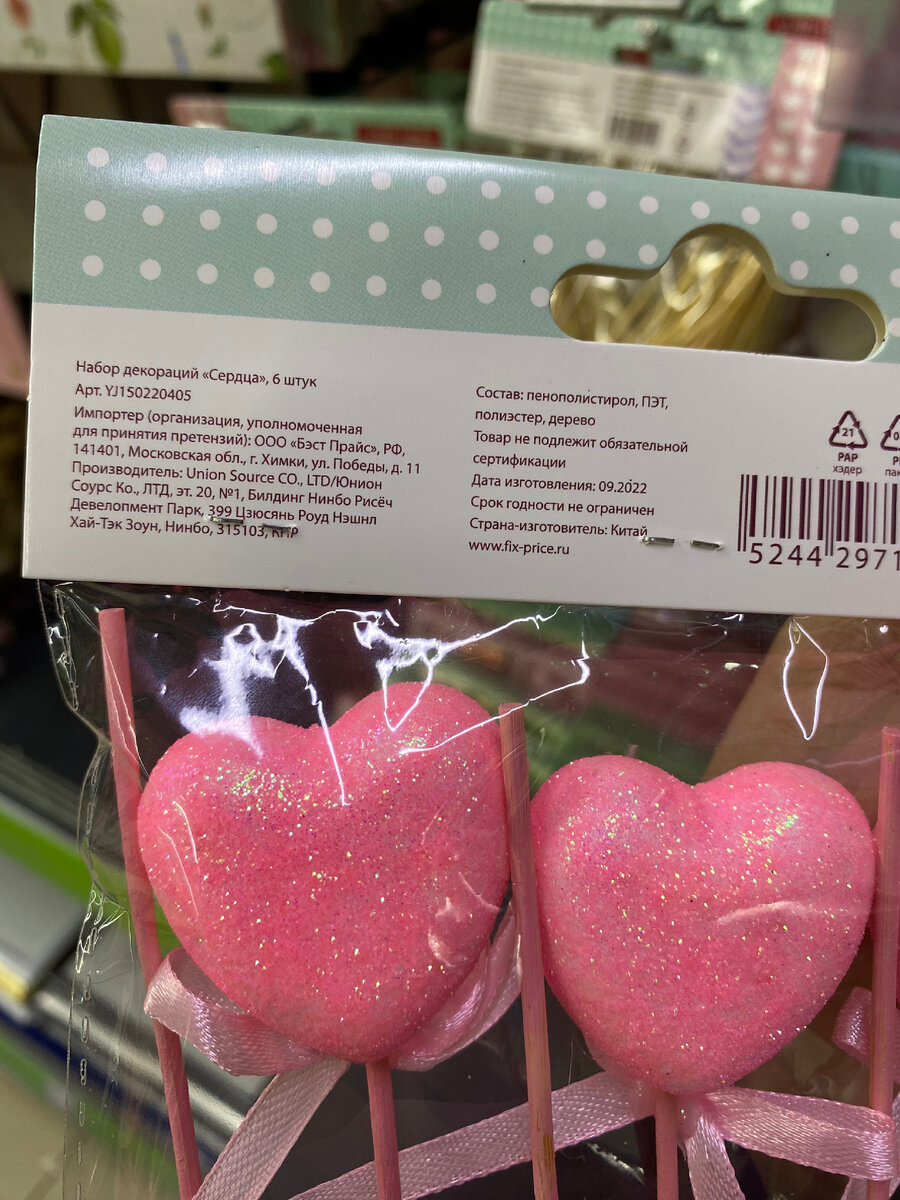 Набор декораций «Сердца», 6 штук
Арт. YJ150220405
Импортер (организация, уполномоченная
для принятия претензий): ООО «Бэст Прайс», РФ,
141401, Московская обл., г. Химки, ул. Победы, д. 11
Производитель: Union Source CO., LTD/Юнион
Соурс Ко., ЛТД, эт. 20, №1, Билдинг Нинбо Рисёч
Девелопмент Парк, 399 Цзюсянь Роуд Нэшнл
Хай-Тэк Зоун, Нинбо, 315103, КНР
Состав: пенополистирол, ПЭТ,
полиэстер, дерево
Товар не подлежит обязательной
сертификации
Дата изготовления: 09.2022
Срок годности не ограничен
Страна-изготовитель: Китай
www.fix-price.ru
21
PAP
хэдер
5244 2971